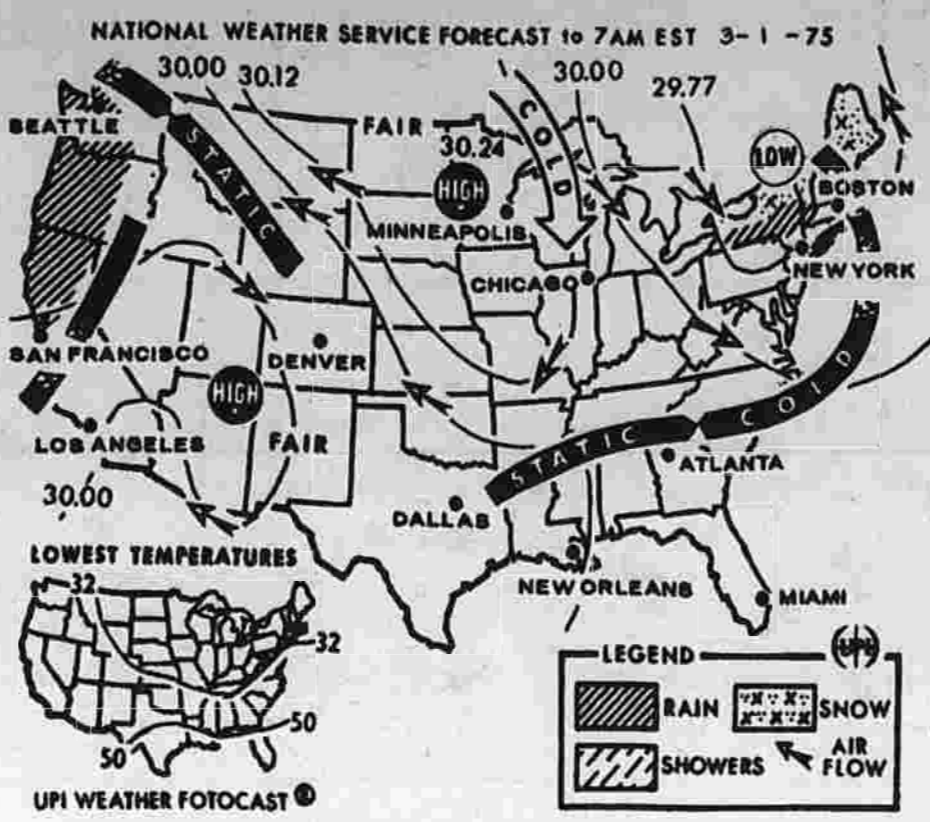 NATIONAL WEATHER SERVICE FORECAST to 7AM EST 3-1-75
30.00 30.12
30.00
29.77
SEATTLE
FAIR
COLD
30.24
LOW
STATIC
HIGH
BOSTON
MINNEAPOLIS
NEW YORK
CHICAGO
SAN FRANCISCO
DENVER
HIGH
COLD
LOS ANGELES
FAIR
STATIC
ATLANTA
30.00
DALLAS
LOWEST TEMPERATURES
NEW ORLEANS
MIAMI
32
32
50
50
UPI
LEGEND
RAIN
SNOW
SHOWERS
AIR
FLOW
UPI WEATHER FOTOCAST